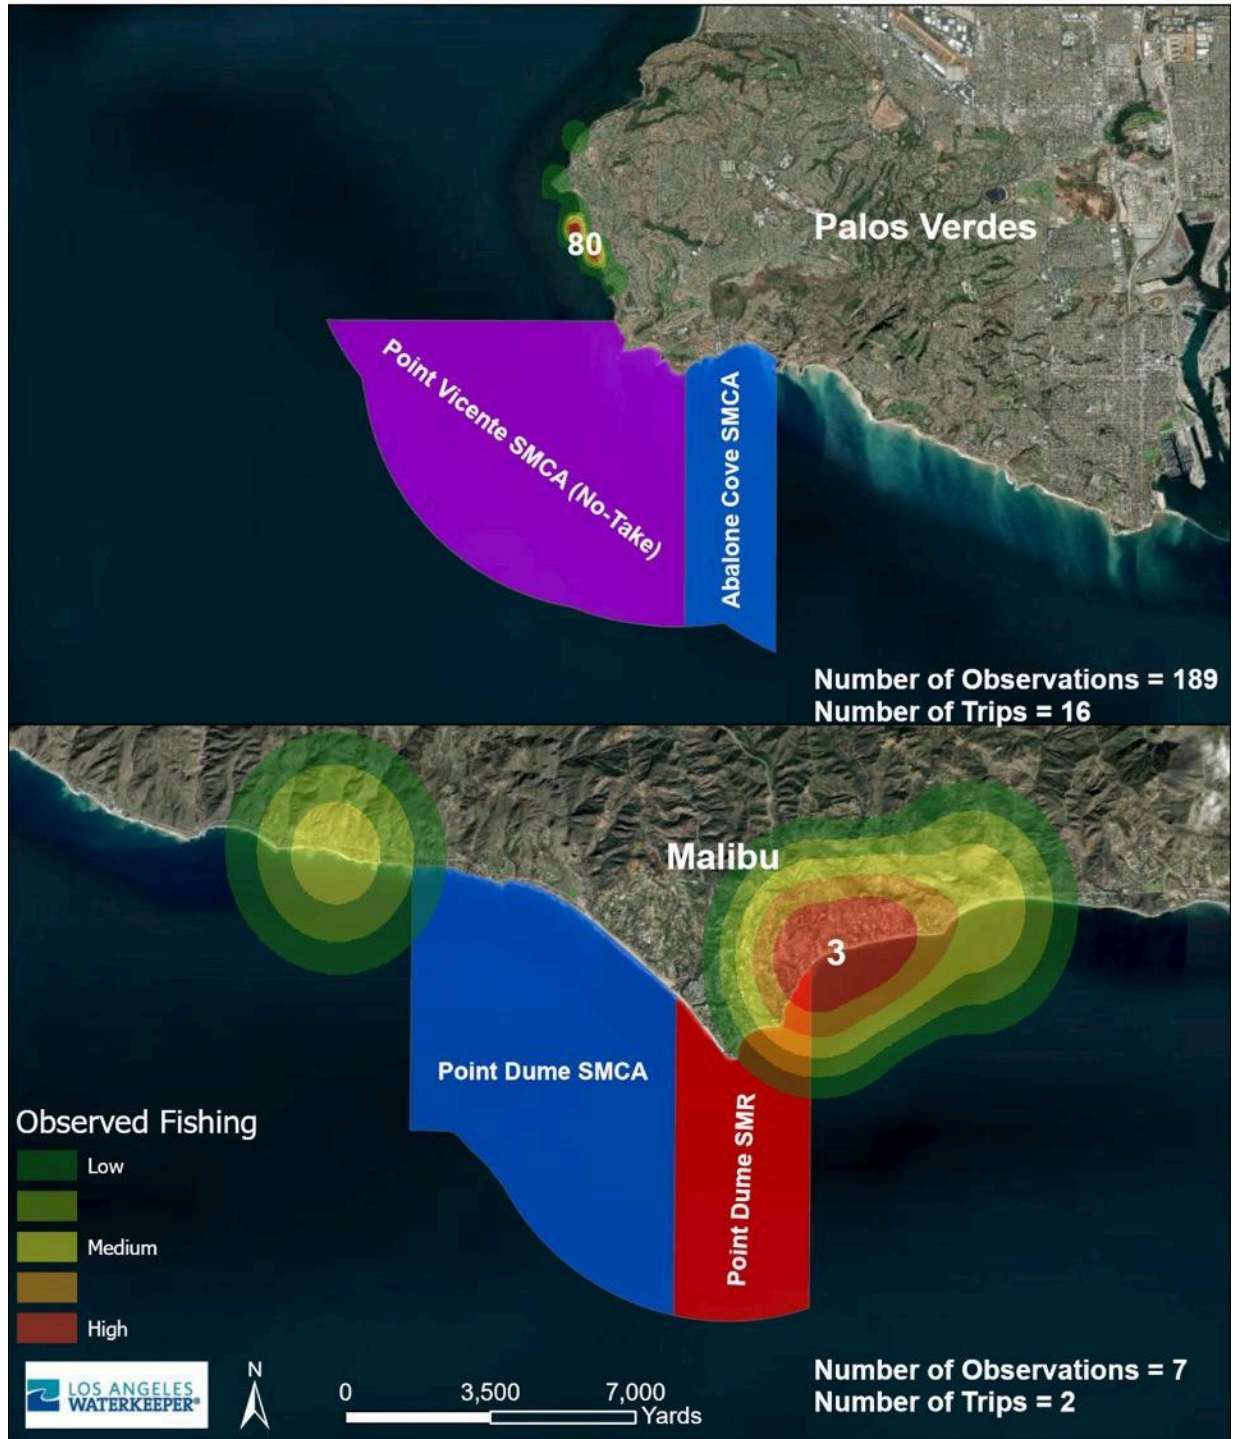 Palos Verdes
80
Point Vicente SMCA (No-Take)
Abalone Cove SMCA
Number of Observations = 189
Number of Trips = 16
Malibu
3
Point Dume SMCA
Point Dume SMR
Observed Fishing
Low
Medium
High
LOS ANGELES
WATERKEEPER®
N
0 3,500 7,000
Yards
Number of Observations = 7
Number of Trips = 2